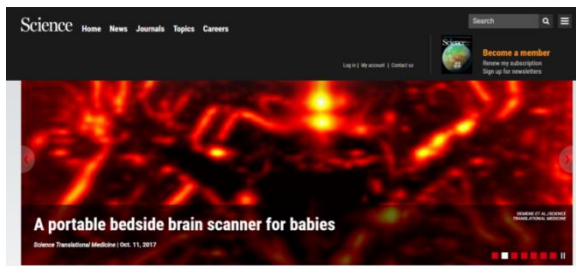 Science Home News Journals Topics Careers
Search
Science
Become a member
Renew my subscription
Sign up for newsletters
Log in | My account | Contact us
DEMENE ET AL./SCIENCE
TRANSLATIONAL MEDICINE
A portable bedside brain scanner for babies
Science Translational Medicine | Oct. 11, 2017